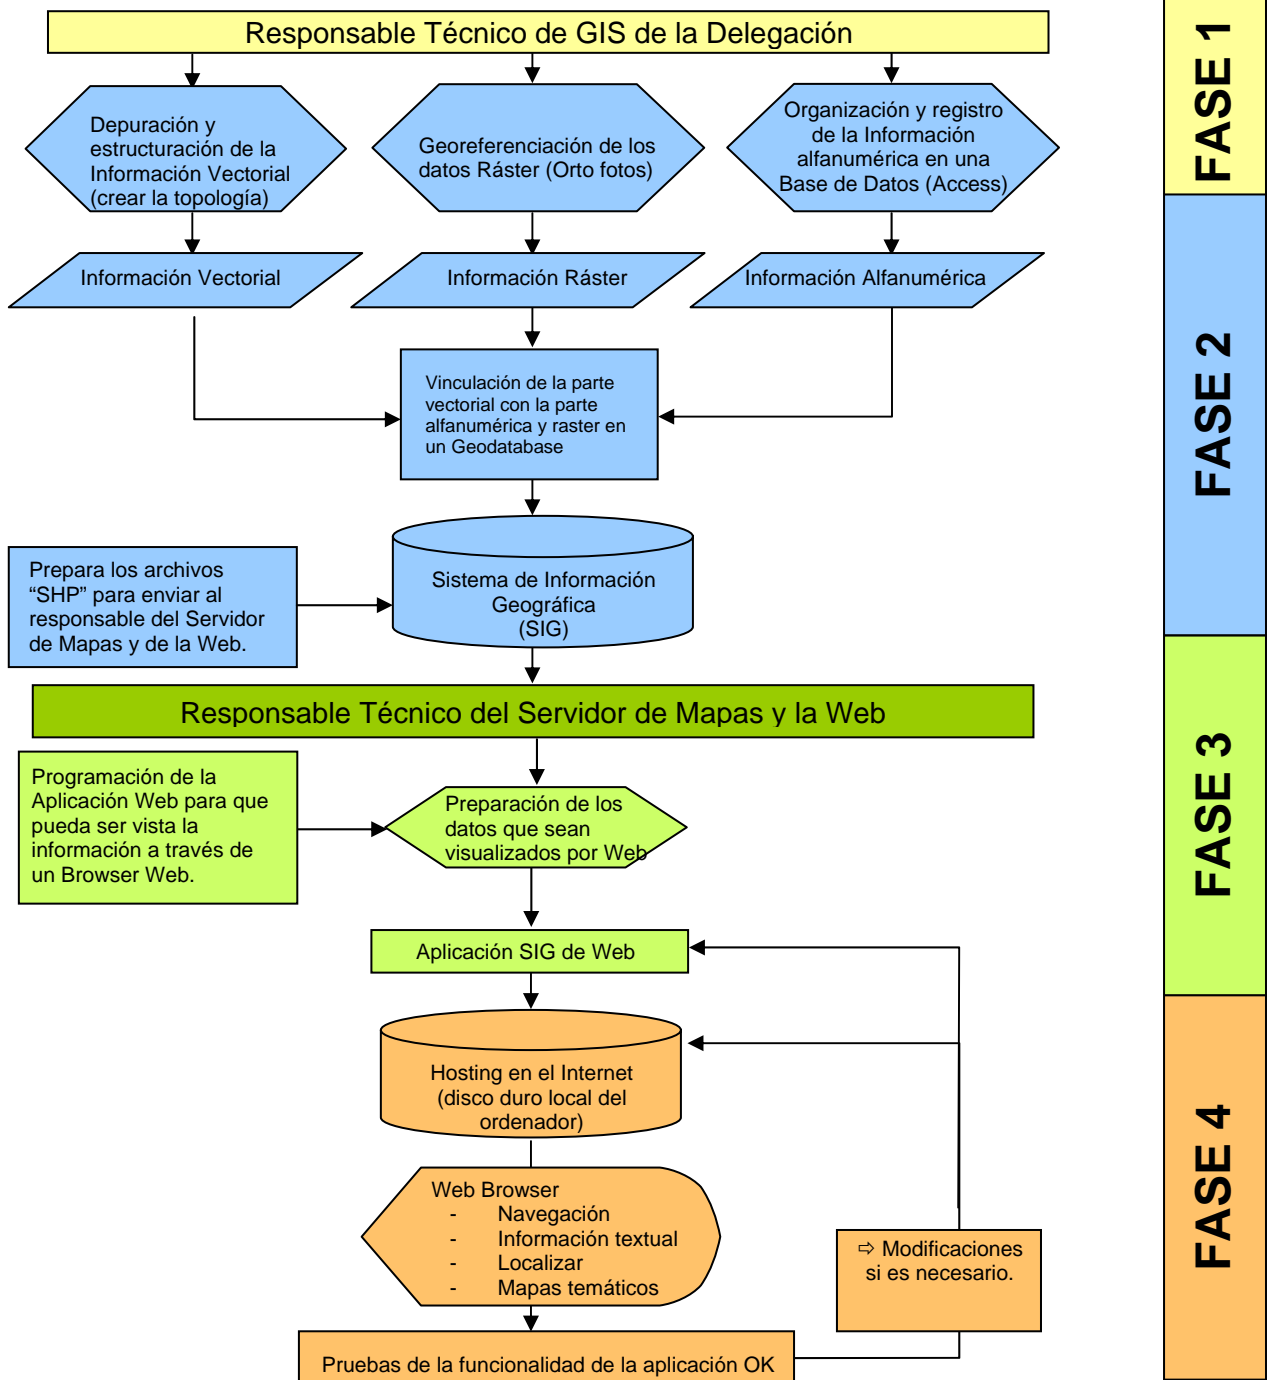 Responsable Técnico de GIS de la Delegación
Depuración y
estructuración de la
Información Vectorial
(crear la topología)
Georeferenciación de los
datos Ráster (Orto fotos)
Organización y registro
de la Información
alfanumérica en una
Base de Datos (Access)
Información Vectorial
Información Ráster
Información Alfanumérica
Vinculación de la parte
vectorial con la parte
alfanumérica y raster en
un Geodatabase
Prepara los archivos
“SHP” para enviar al
responsable del Servidor
de Mapas y de la Web.
Sistema de Información
Geográfica
(SIG)
Responsable Técnico del Servidor de Mapas y la Web
Programación de la
Aplicación Web para que
pueda ser vista la
información a través de
un Browser Web.
Preparación de los
datos que sean
visualizados por Web
Aplicación SIG de Web
Hosting en el Internet
(disco duro local del
ordenador)
Web Browser
- Navegación
- Información textual
- Localizar
- Mapas temáticos
⇨ Modificaciones
si es necesario.
Pruebas de la funcionalidad de la aplicación OK
FASE 1
FASE 2
FASE 3
FASE 4